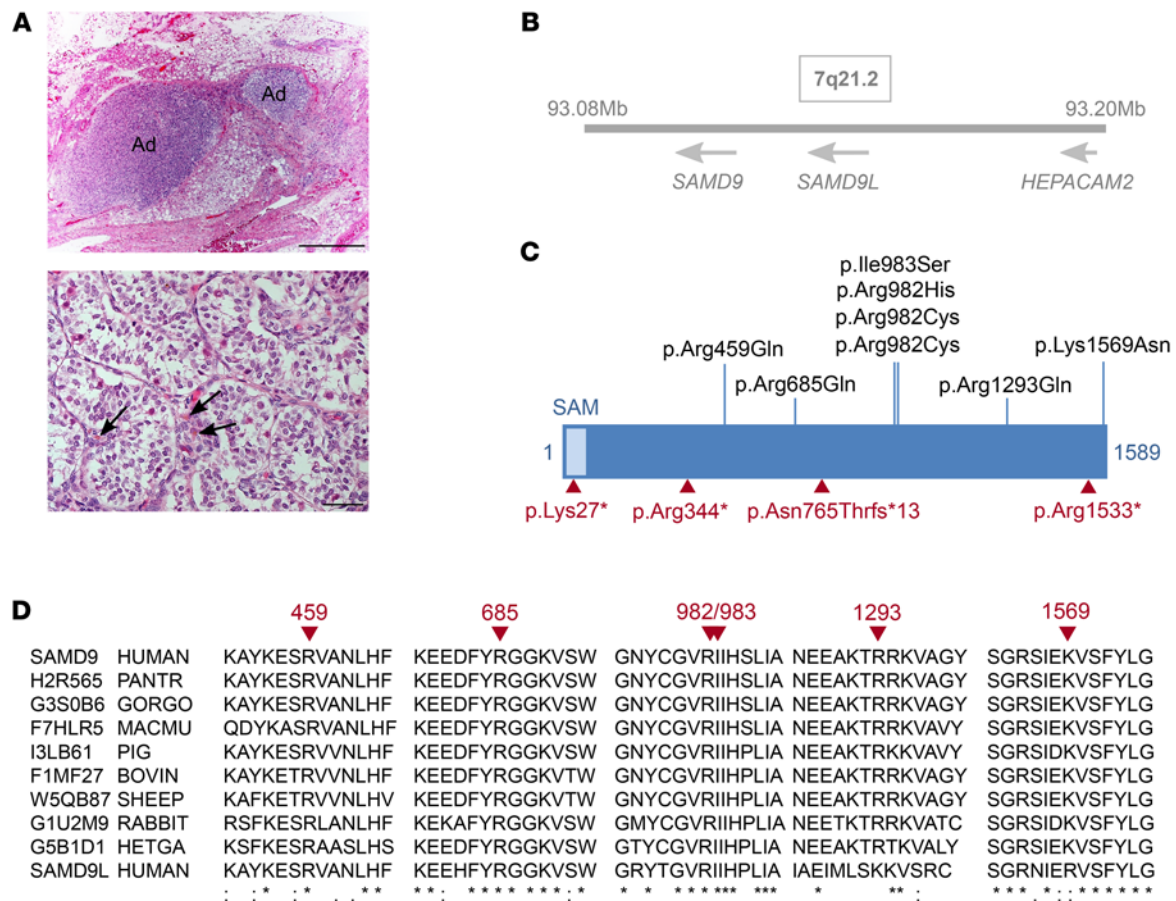 A
Ad
Ad
B
7q21.2
93.08Mb 93.20Mb
SAMD9 SAMD9L HEPACAM2
C
p.Ile983Ser
p.Arg982His
p.Arg982Cys
p.Arg459Gln p.Arg982Cys p.Lys1569Asn
p.Arg685Gln p.Arg1293Gln
SAM
1 1589
p.Lys27* p.Arg344* p.Asn765Thrfs*13 p.Arg1533*
D
459 685 982/983 1293 1569
SAMD9 HUMAN KAYKESRVANLHF KEEDFYRGGKVSW GNYCGVRIIHSLIA NEEAKTRRKVAGY SGRSIEKVSFYLG
H2R565 PANTR KAYKESRVANLHF KEEDFYRGGKVSW GNYCGVRIIHSLIA NEEAKTRRKVAGY SGRSIEKVSFYLG
G3S0B6 GORGO KAYKESRVANLHF KEEDFYRGGKVSW GNYCGVRIIHSLIA NEEAKTRRKVAGY SGRSIEKVSFYLG
F7HLR5 MACMU QDYKASRVANLHF KEEDFYRGGKVSW GNYCGVRIIHSLIA NEEAKTRRKVAVY SGRSIEKVSFYLG
I3LB61 PIG KAYKESRVVNLHF KEEDFYRGGKVSW GNYCGVRIIHPLIA NEEAKTRKKVAVY SGRSIDKVSFYLG
F1MF27 BOVIN KAYKETRVVNLHF KEEDFYRGGKVTW GNYCGVRIIHPLIA NEEAKTRRKVAGY SGRSIEKVSFYLG
W5QB87 SHEEP KAFKETRVVNLHV KEEDFYRGGKVTW GNYCGVRIIHPLIA NEEAKTRRKVAGY SGRSIEKVSFYLG
G1U2M9 RABBIT RSFKESRLANLHF KEKAFYRGGKVSW GMYCGVRIIHPLIA NEETKTRRKVATC SGRSIDKVSFYLG
G5B1D1 HETGA KSFKESRAASLHS KEEDFYRGGKVSW GTYCGVRIIHPLIA NEEAKTRTKVALY SGRSIEKVSFYLG
SAMD9L HUMAN KAYKESRVANLHF KEEHFYRGGKVSW GRYTGVRIIHPLIA IAEIMLSKKVSRC SGRNIERVSFYLG